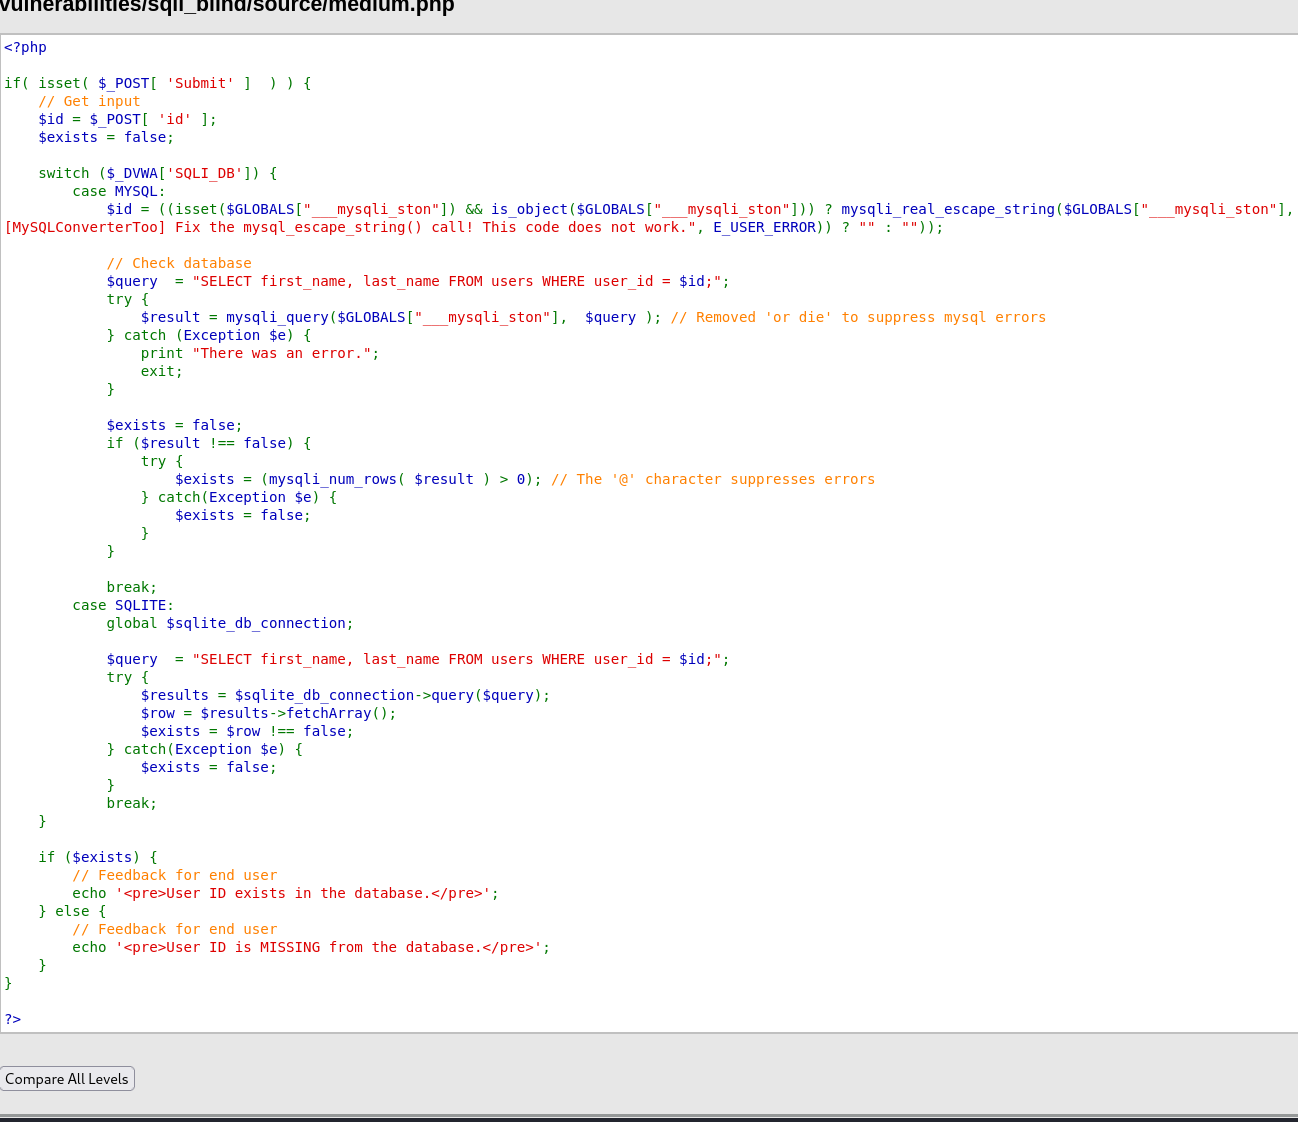 vulnerabilities/sqli_blind/source/medium.php
<?php
if( isset( $_POST[ 'Submit' ]  ) ) {
    // Get input
    $id = $_POST[ 'id' ];
    $exists = false;
    switch ($_DVWA['SQLI_DB']) {
        case MYSQL:
            $id = ((isset($GLOBALS["___mysqli_ston"]) && is_object($GLOBALS["___mysqli_ston"])) ? mysqli_real_escape_string($GLOBALS["___mysqli_ston"],
[MySQLConverterToo] Fix the mysql_escape_string() call! This code does not work.", E_USER_ERROR)) ? "" : ""));
            // Check database
            $query  = "SELECT first_name, last_name FROM users WHERE user_id = $id;";
            try {
                $result = mysqli_query($GLOBALS["___mysqli_ston"],  $query ); // Removed 'or die' to suppress mysql errors
            } catch (Exception $e) {
                print "There was an error.";
                exit;
            }
            $exists = false;
            if ($result !== false) {
                try {
                    $exists = (mysqli_num_rows( $result ) > 0); // The '@' character suppresses errors
                } catch(Exception $e) {
                    $exists = false;
                }
            }
            break;
        case SQLITE:
            global $sqlite_db_connection;
            $query  = "SELECT first_name, last_name FROM users WHERE user_id = $id;";
            try {
                $results = $sqlite_db_connection->query($query);
                $row = $results->fetchArray();
                $exists = $row !== false;
            } catch(Exception $e) {
                $exists = false;
            }
            break;
    }
    if ($exists) {
        // Feedback for end user
        echo '<pre>User ID exists in the database.</pre>';
    } else {
        // Feedback for end user
        echo '<pre>User ID is MISSING from the database.</pre>';
    }
}
?>
Compare All Levels